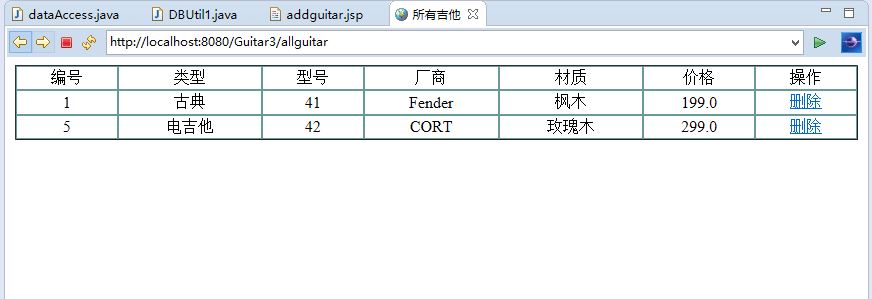 dataAccess.java DBUtil1.java addguitar.jsp 所有吉他
http://localhost:8080/Guitar3/allguitar
编号 类型 型号 厂商 材质 价格 操作
1 古典 41 Fender 枫木 199.0 删除
5 电吉他 42 CORT 玫瑰木 299.0 删除